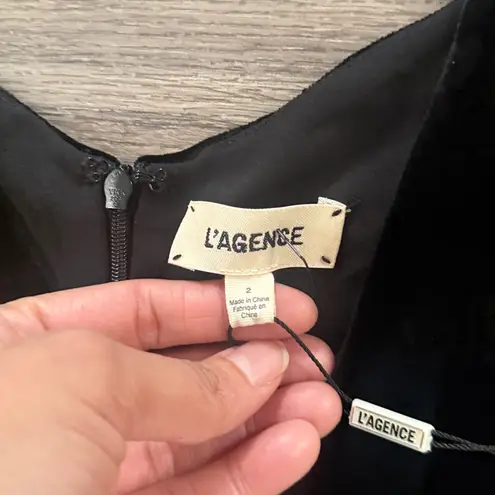 L'AGENCE
2
Made in China
Fabriqué en
Chine
L'AGENCE